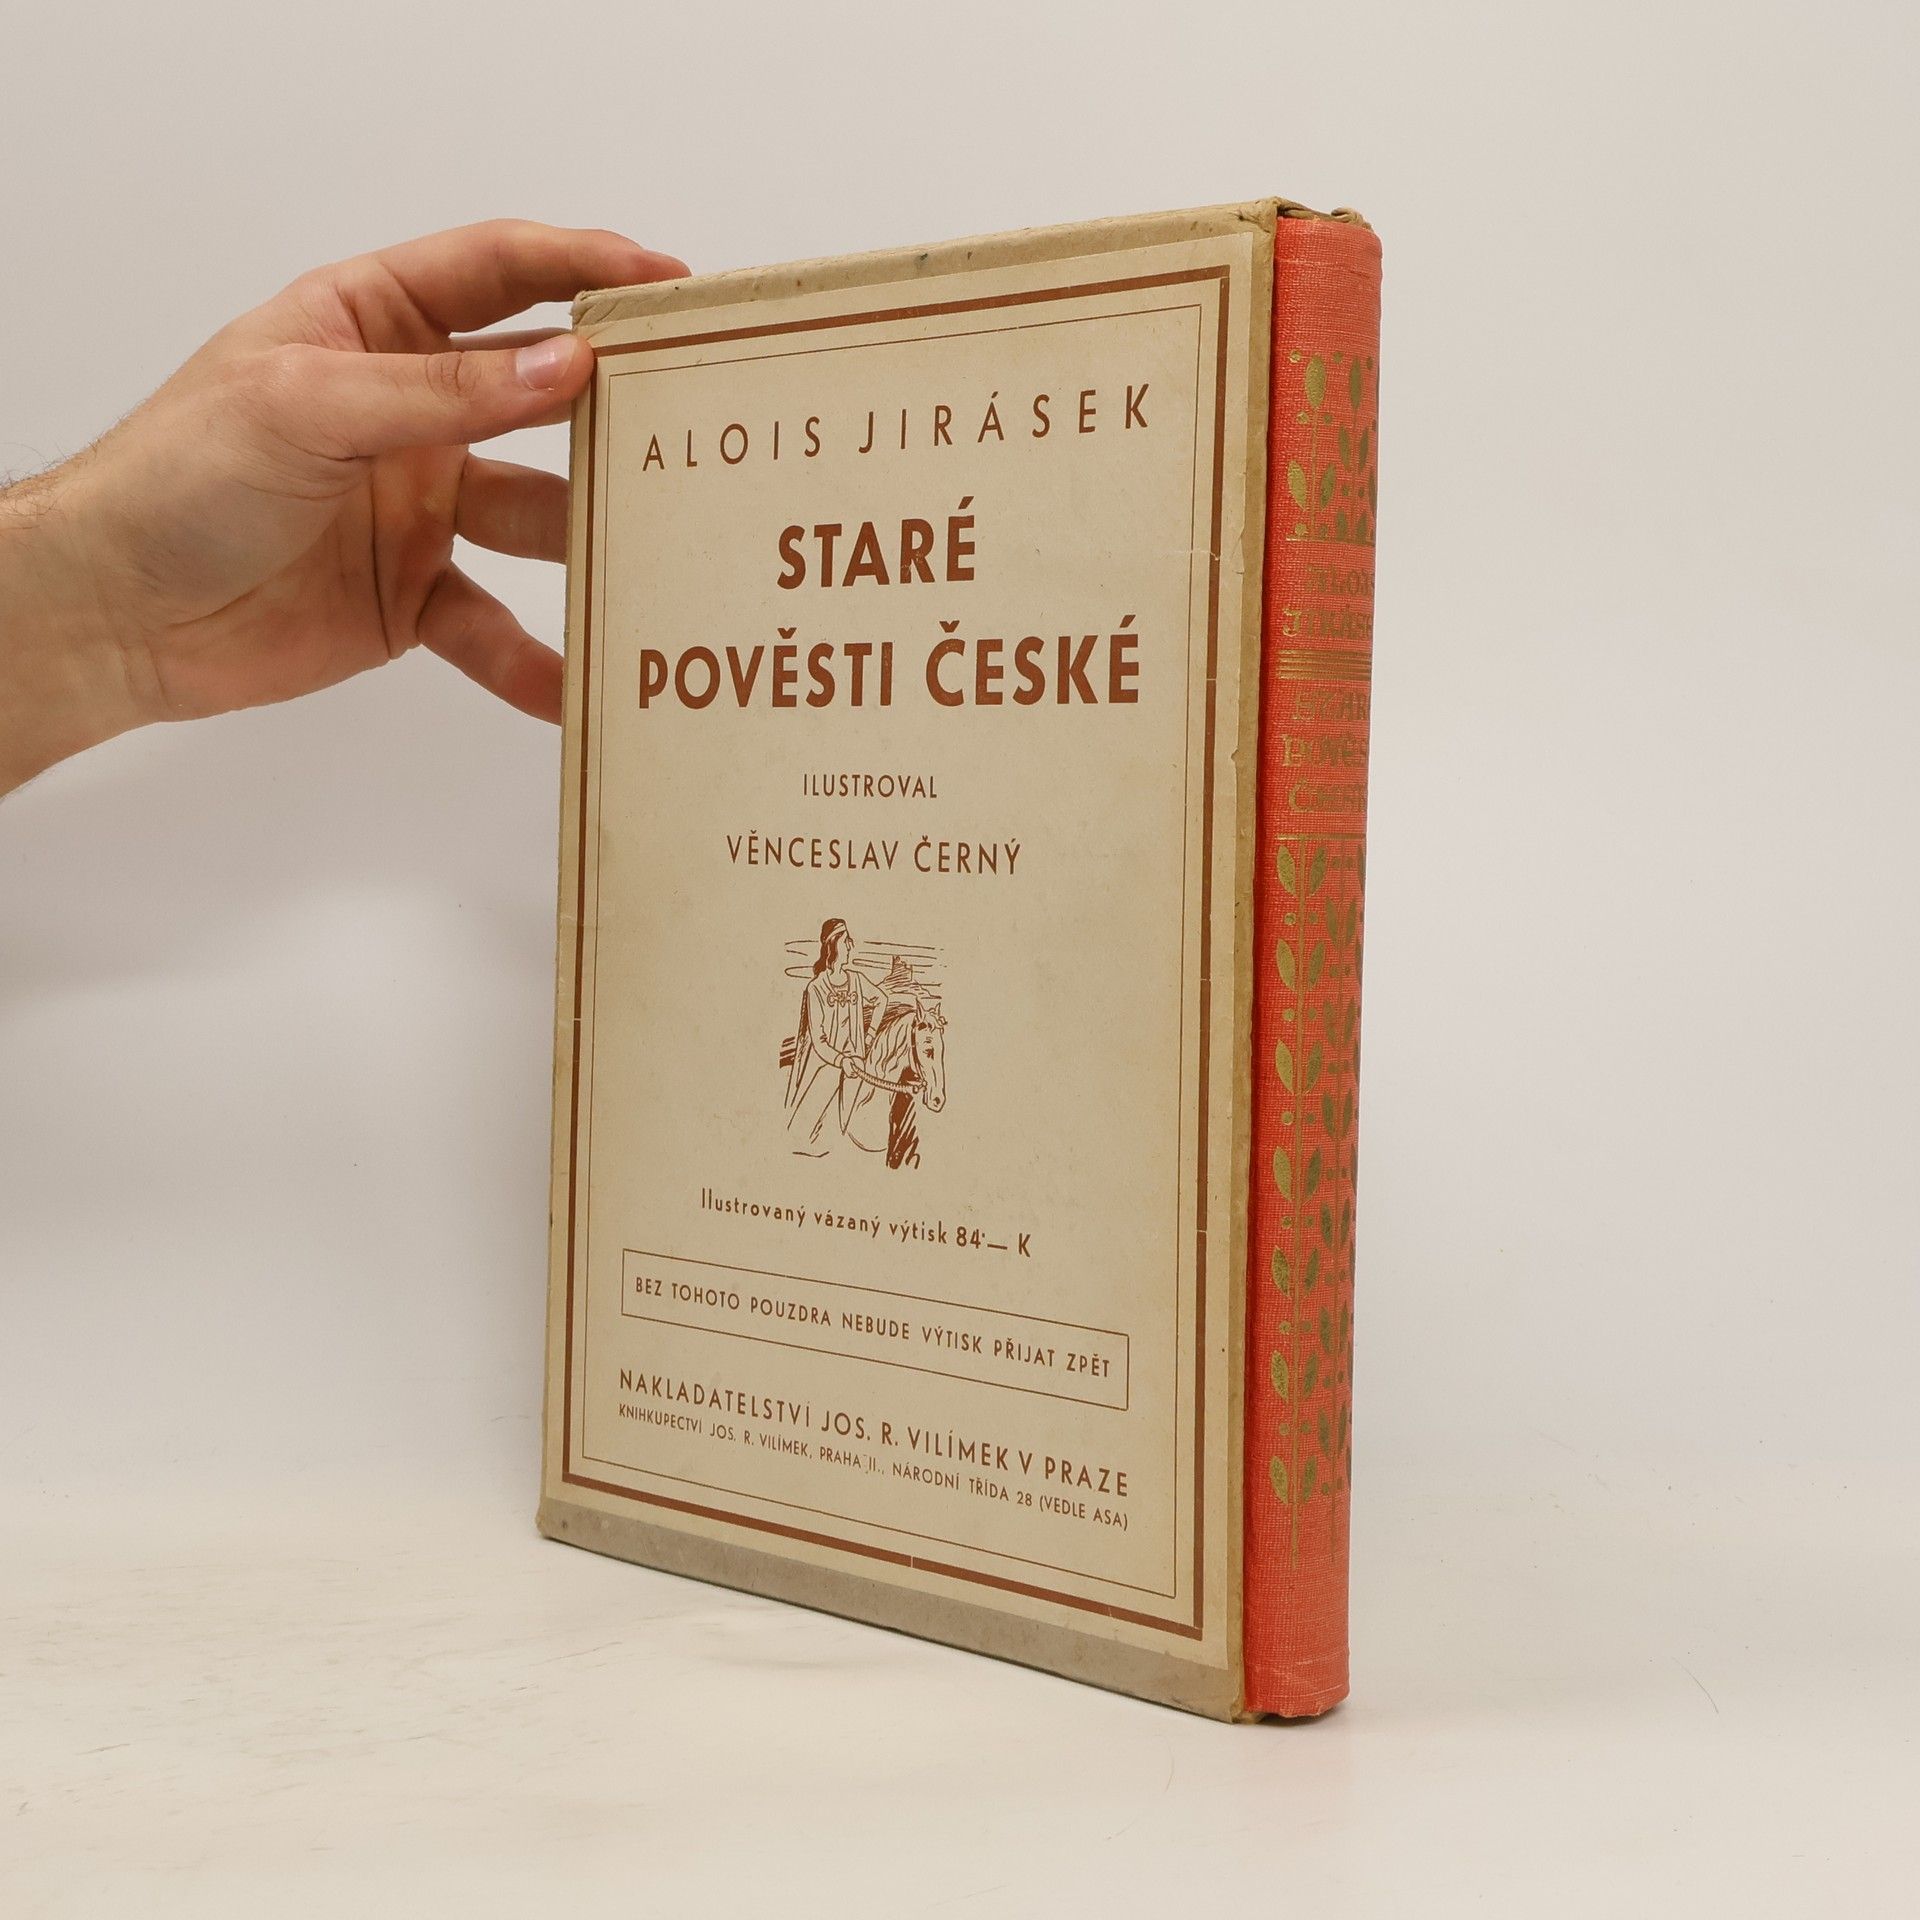 ALOIS JIRÁSEK
STARÉ
POVĚSTI ČESKÉ
ILUSTROVAL
VĚNCESLAV ČERNÝ
Ilustrovaný vázaný výtisk 84·— K
BEZ TOHOTO POUZDRA NEBUDE VÝTISK PŘIJAT ZPĚT
NAKLADATELSTVÍ JOS. R. VILÍMEK V PRAZE
KNIHKUPECTVÍ JOS. R. VILÍMEK, PRAHA II., NÁRODNÍ TŘÍDA 28 (VEDLE ASA)
ALOIS